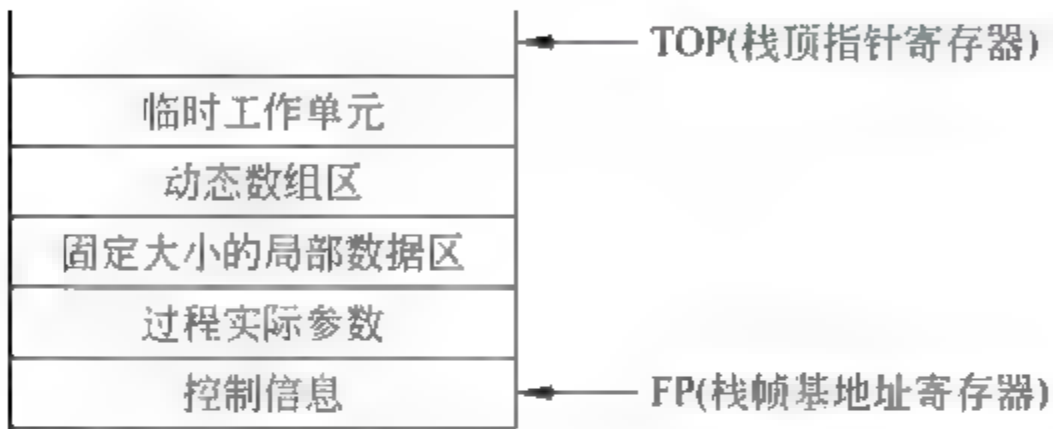 TOP(栈顶指针寄存器)
临时工作单元
动态数组区
固定大小的局部数据区
过程实际参数
控制信息
FP(栈帧基地址寄存器)